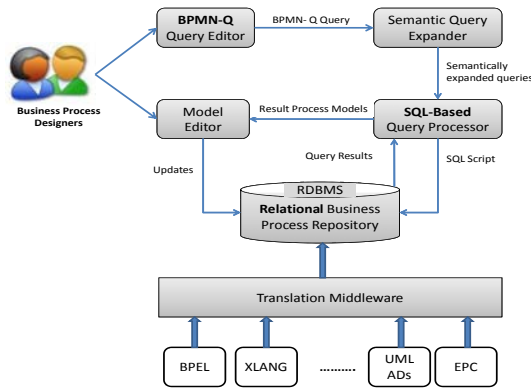 BPMN-Q
Query Editor
BPMN- Q Query
Semantic Query
Expander
Semantically
expanded queries
Business Process
Designers
Model
Editor
Result Process Models
SQL-Based
Query Processor
Updates
Query Results
SQL Script
RDBMS
Relational Business
Process Repository
Translation Middleware
BPEL
XLANG
..........
UML
ADs
EPC